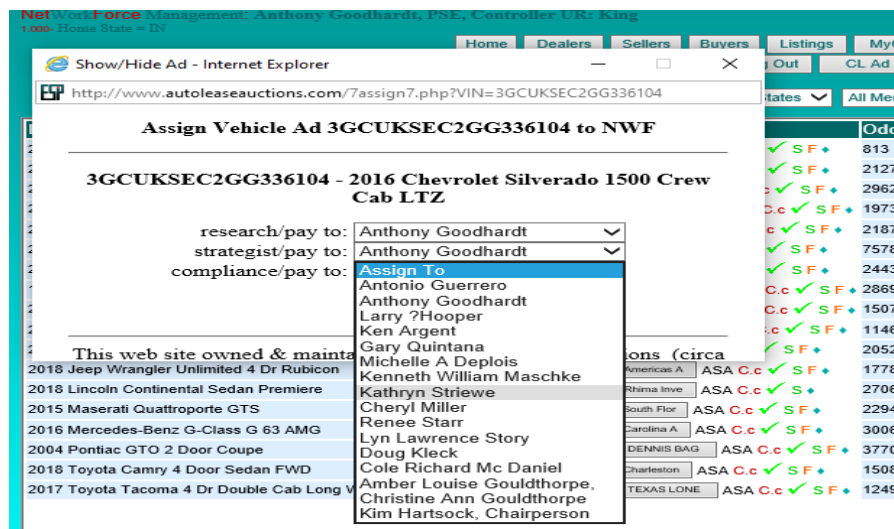 NetWorkForce Management: Anthony Goodhardt, PSE, Controller UR: King
1.000- Home State = IN
Home Dealers Sellers Buyers Listings
Out CL Ad
Show/Hide Ad - Internet Explorer
http://www.autoleaseauctions.com/7assign7.php?VIN=3GCUKSEC2GG336104
tates All
Assign Vehicle Ad 3GCUKSEC2GG336104 to NWF
3GCUKSEC2GG336104 - 2016 Chevrolet Silverado 1500 Crew
Cab LTZ
research/pay to: Anthony Goodhardt
strategist/pay to: Anthony Goodhardt
compliance/pay to:
Assign To
Antonio Guerrero
Anthony Goodhardt
Larry ?Hooper
Ken Argent
Gary Quintana
Michelle A Deplois
Kenneth William Maschke
Kathryn Striewe
Cheryl Miller
Renee Starr
Lyn Lawrence Story
Doug Kleck
Cole Richard Mc Daniel
Amber Louise Gouldthorpe,
Christine Ann Gouldthorpe
Kim Hartsock, Chairperson
This web site owned & mainta ions (circa
S F 813
S F 2127
S F 2962
C.c S F 1973
S F 2187
S F 7578
S F 2443
C.c S F 2869
C.c S F 1507
S F 1146
S F 2052
2018 Jeep Wrangler Unlimited 4 Dr Rubicon Americas A ASA C.c S F 1778
2018 Lincoln Continental Sedan Premiere Rhima Inve ASA C.c S 2706
2015 Maserati Quattroporte GTS South Flor ASA C.c S F 2294
2016 Mercedes-Benz G-Class G 63 AMG Carolina A ASA C.c S F 3006
2004 Pontiac GTO 2 Door Coupe DENNIS BAG ASA C.c S F 3770
2018 Toyota Camry 4 Door Sedan FWD Charleston ASA C.c S F 1508
2017 Toyota Tacoma 4 Dr Double Cab Long TEXAS LONE ASA C.c S F 1249